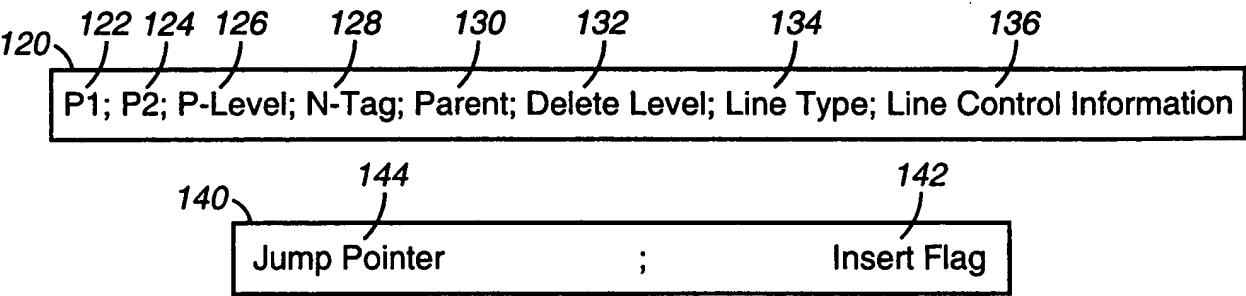 122 124 126 128 130 132 134 136
120
P1; P2; P-Level; N-Tag; Parent; Delete Level; Line Type; Line Control Information
144 142
140
Jump Pointer ; Insert Flag